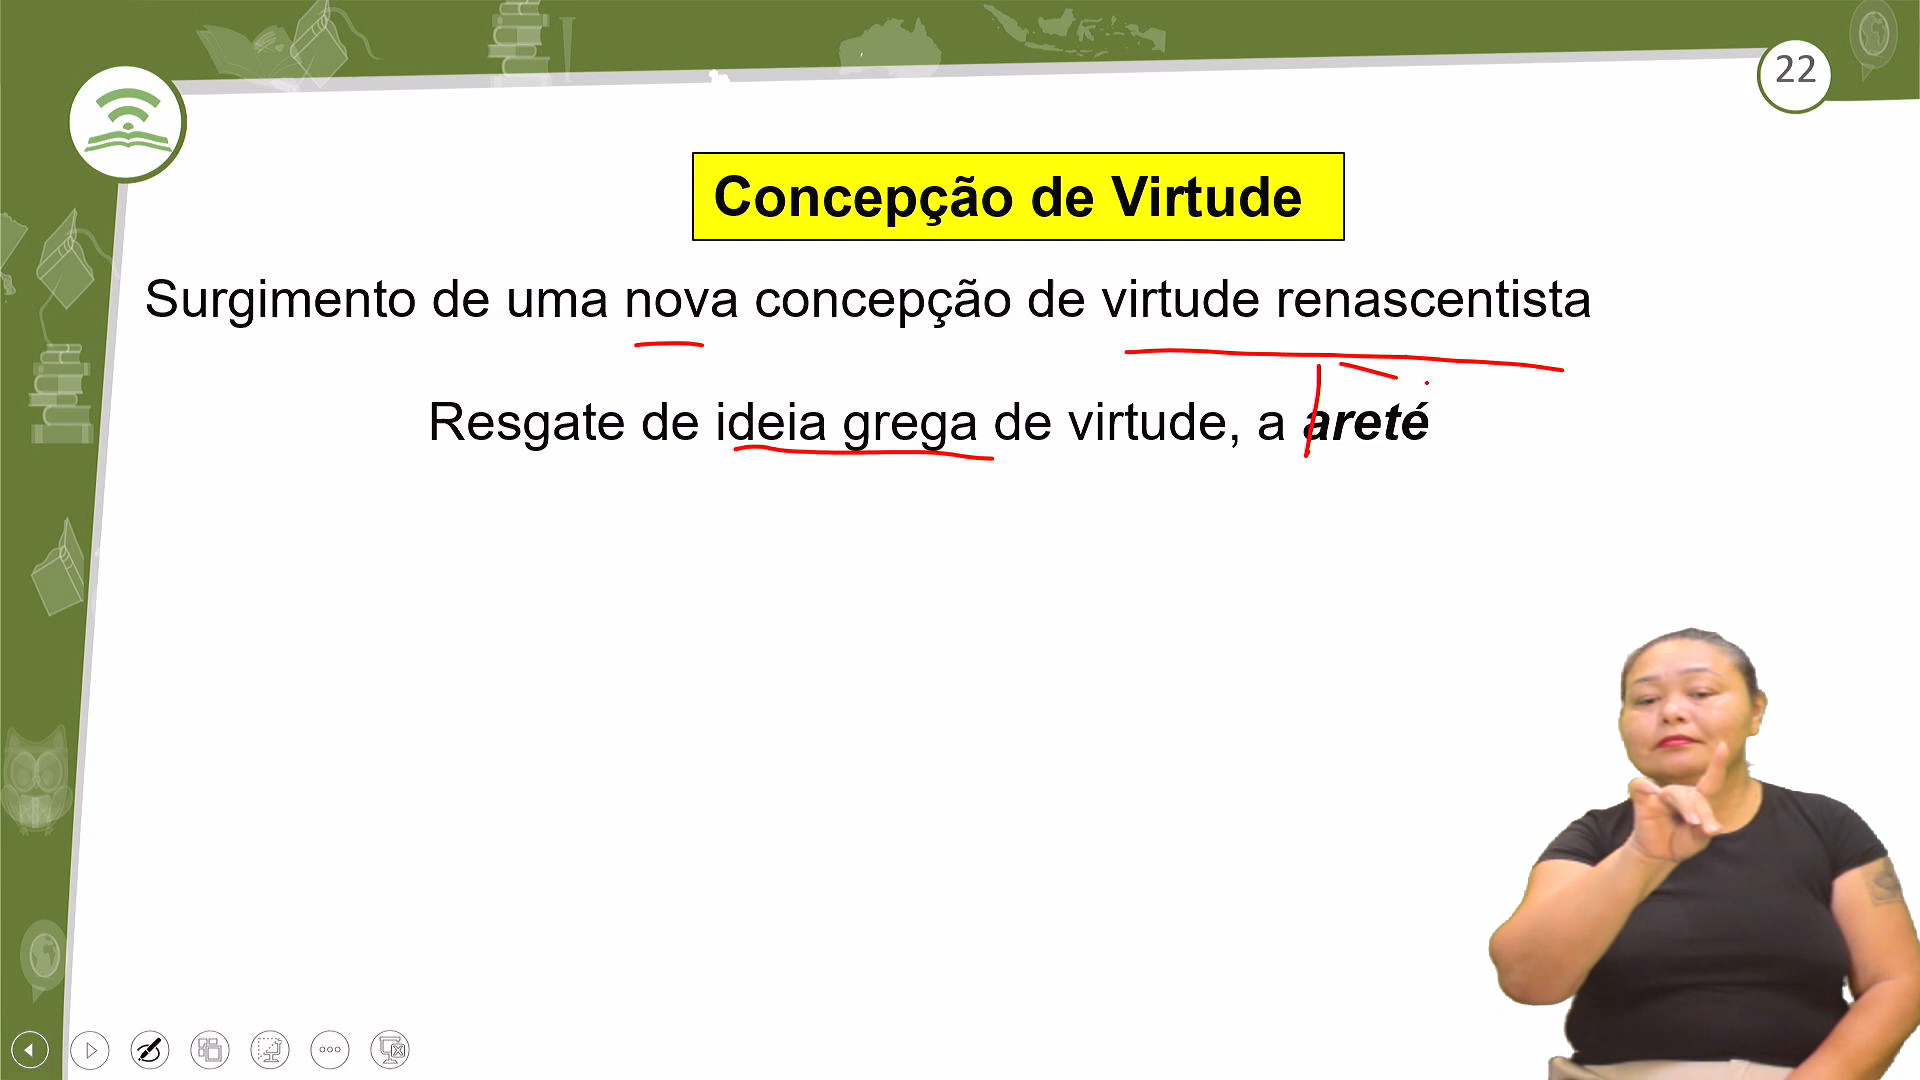 22
Concepção de Virtude
Surgimento de uma nova concepção de virtude renascentista
Resgate de ideia grega de virtude, a areté